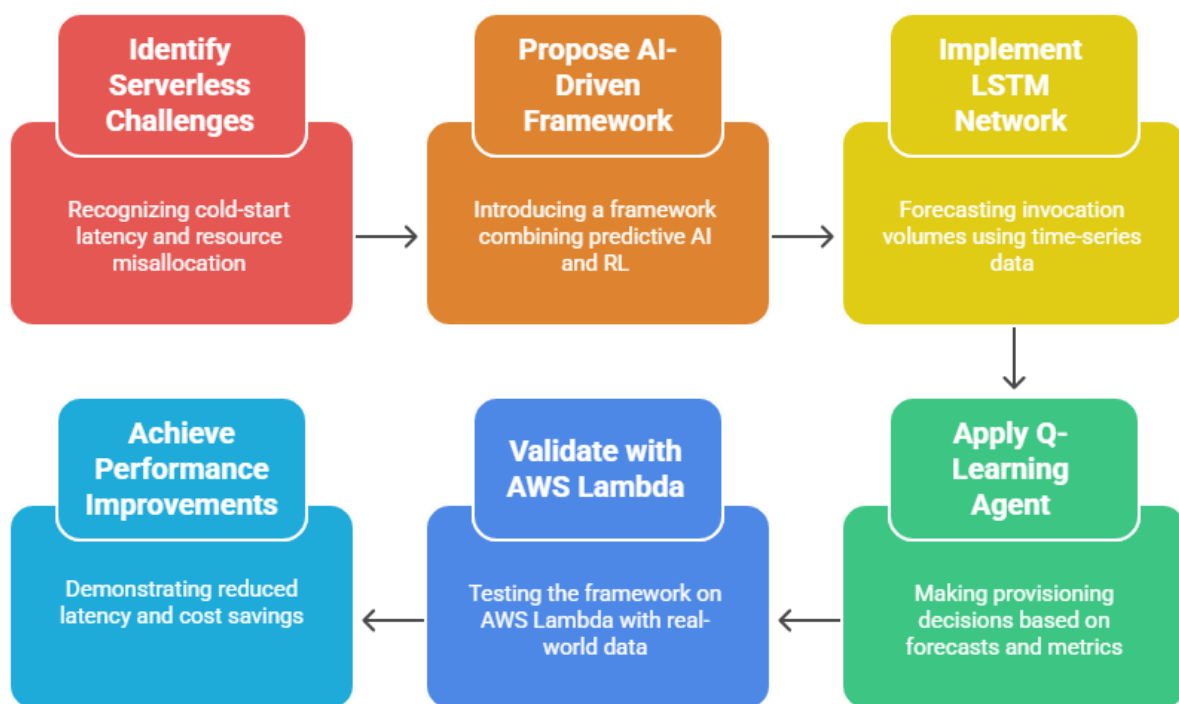 Identify
Serverless
Challenges
Recognizing cold-start
latency and resource
misallocation
Propose AI-
Driven
Framework
Introducing a framework
combining predictive AI
and RL
Implement
LSTM
Network
Forecasting invocation
volumes using time-series
data
Apply Q-
Learning
Agent
Making provisioning
decisions based on
forecasts and metrics
Validate with
AWS Lambda
Testing the framework on
AWS Lambda with real-
world data
Achieve
Performance
Improvements
Demonstrating reduced
latency and cost savings